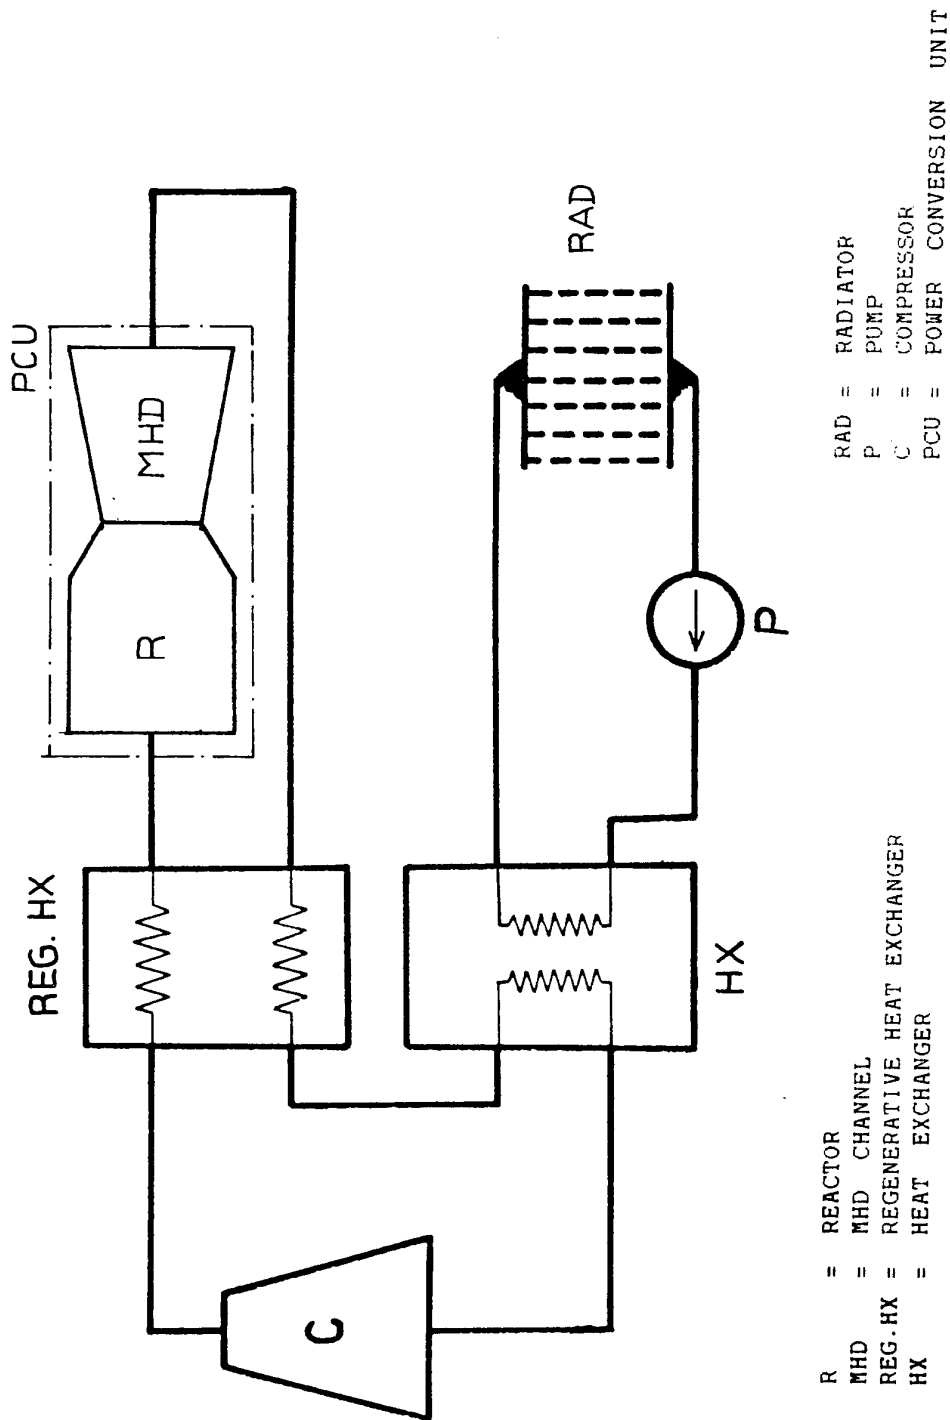 PCU
R
MHD
REG. HX
C
HX
RAD
P
R = REACTOR
MHD = MHD CHANNEL
REG.HX = REGENERATIVE HEAT EXCHANGER
HX = HEAT EXCHANGER
RAD = RADIATOR
P = PUMP
C = COMPRESSOR
PCU = POWER CONVERSION UNIT